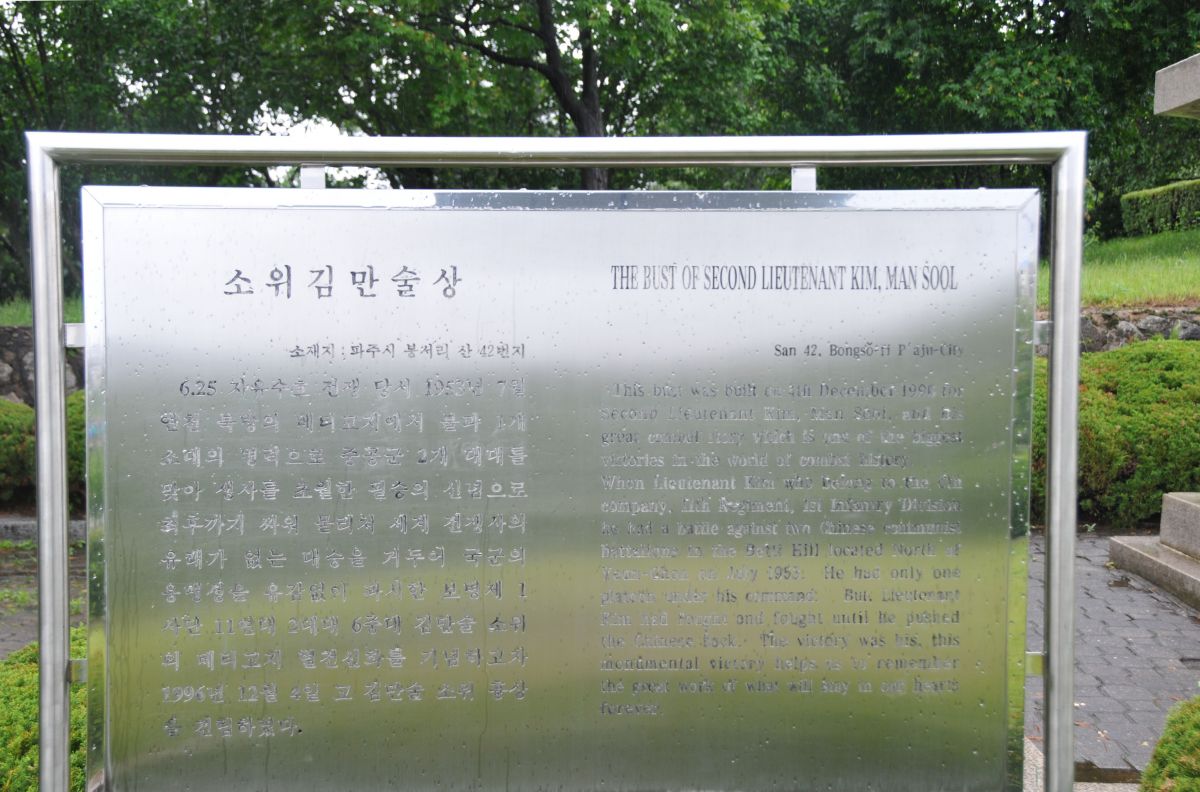 소위김만술상
소재지 : 파주시 봉서리 산 42번지
6.25 자유수호 전쟁 당시 1953년 7월
연천 북방의 베티고지에서 불과 1개
소대의 병력으로 중공군 2개 대대를
맞아 생사를 초월한 필승의 신념으로
최후까지 싸워 물리쳐 세계 전쟁사의
유래가 없는 대승을 거두어 국군의
용맹성을 유감없이 과시한 보병제 1
사단 11연대 2대대 6중대 김만술 소위
의 베티고지 혈전신화를 기념하고자
1996년 12월 4일 고 김만술 소위 흉상
을 건립하였다.
THE BUST OF SECOND LIEUTENANT KIM, MAN SOOL
San 42, Bongsŏ-ri P'aju-City
This bust was built on 4th December 1996 for
Second Lieutenant Kim, Man Sool, and his
great combat story which is one of the biggest
victories in the world of combat history.
When Lieutenant Kim who belong to the 6th
company, 11th Regiment, 1st Infantry Division
he had a battle against two Chinese communist
battalions in the Betti Hill located North of
Yeun-Chon on July 1953. He had only one
platoon under his command. But, Lieutenant
Kim had fought and fought until he pushed
the Chinese back. The victory was his, this
monumental victory helps us to remember
the great work of what will stay in our hearts
forever.